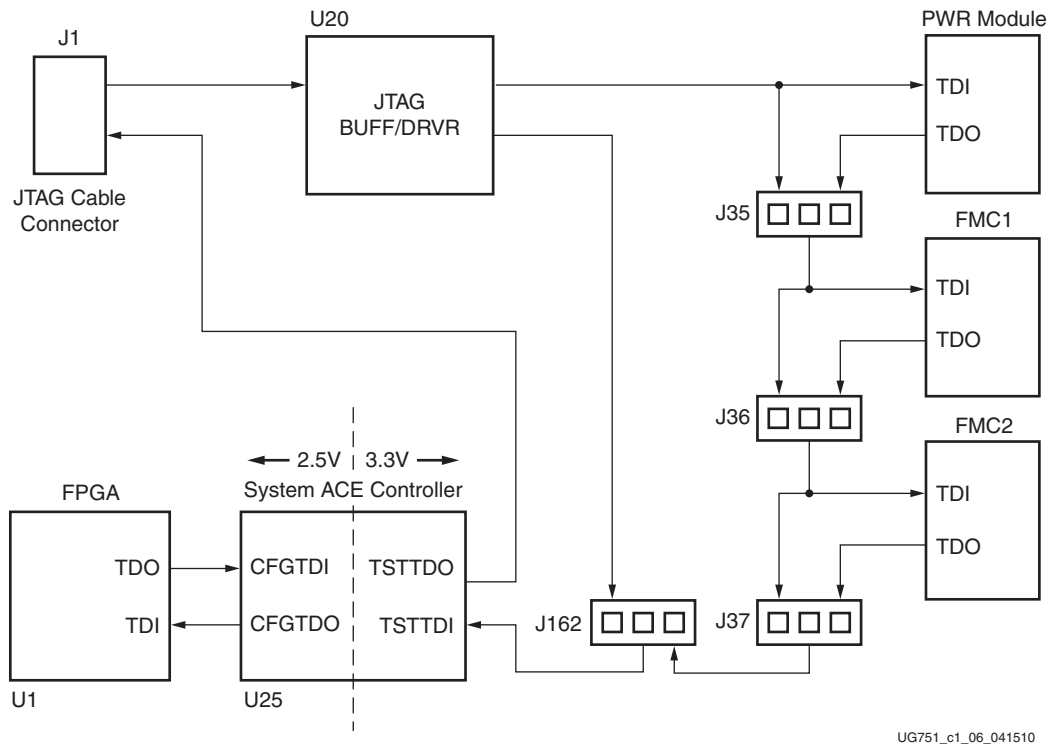 U20
PWR Module
J1
JTAG
BUFF/DRVR
TDI
TDO
JTAG Cable
Connector
J35
FMC1
TDI
TDO
J36
FMC2
2.5V 3.3V
System ACE Controller
FPGA
TDI
TDO
TDO
CFGTDI
TSTTDO
TDI
CFGTDO
TSTTDI
J162
J37
U1
U25
UG751_c1_06_041510